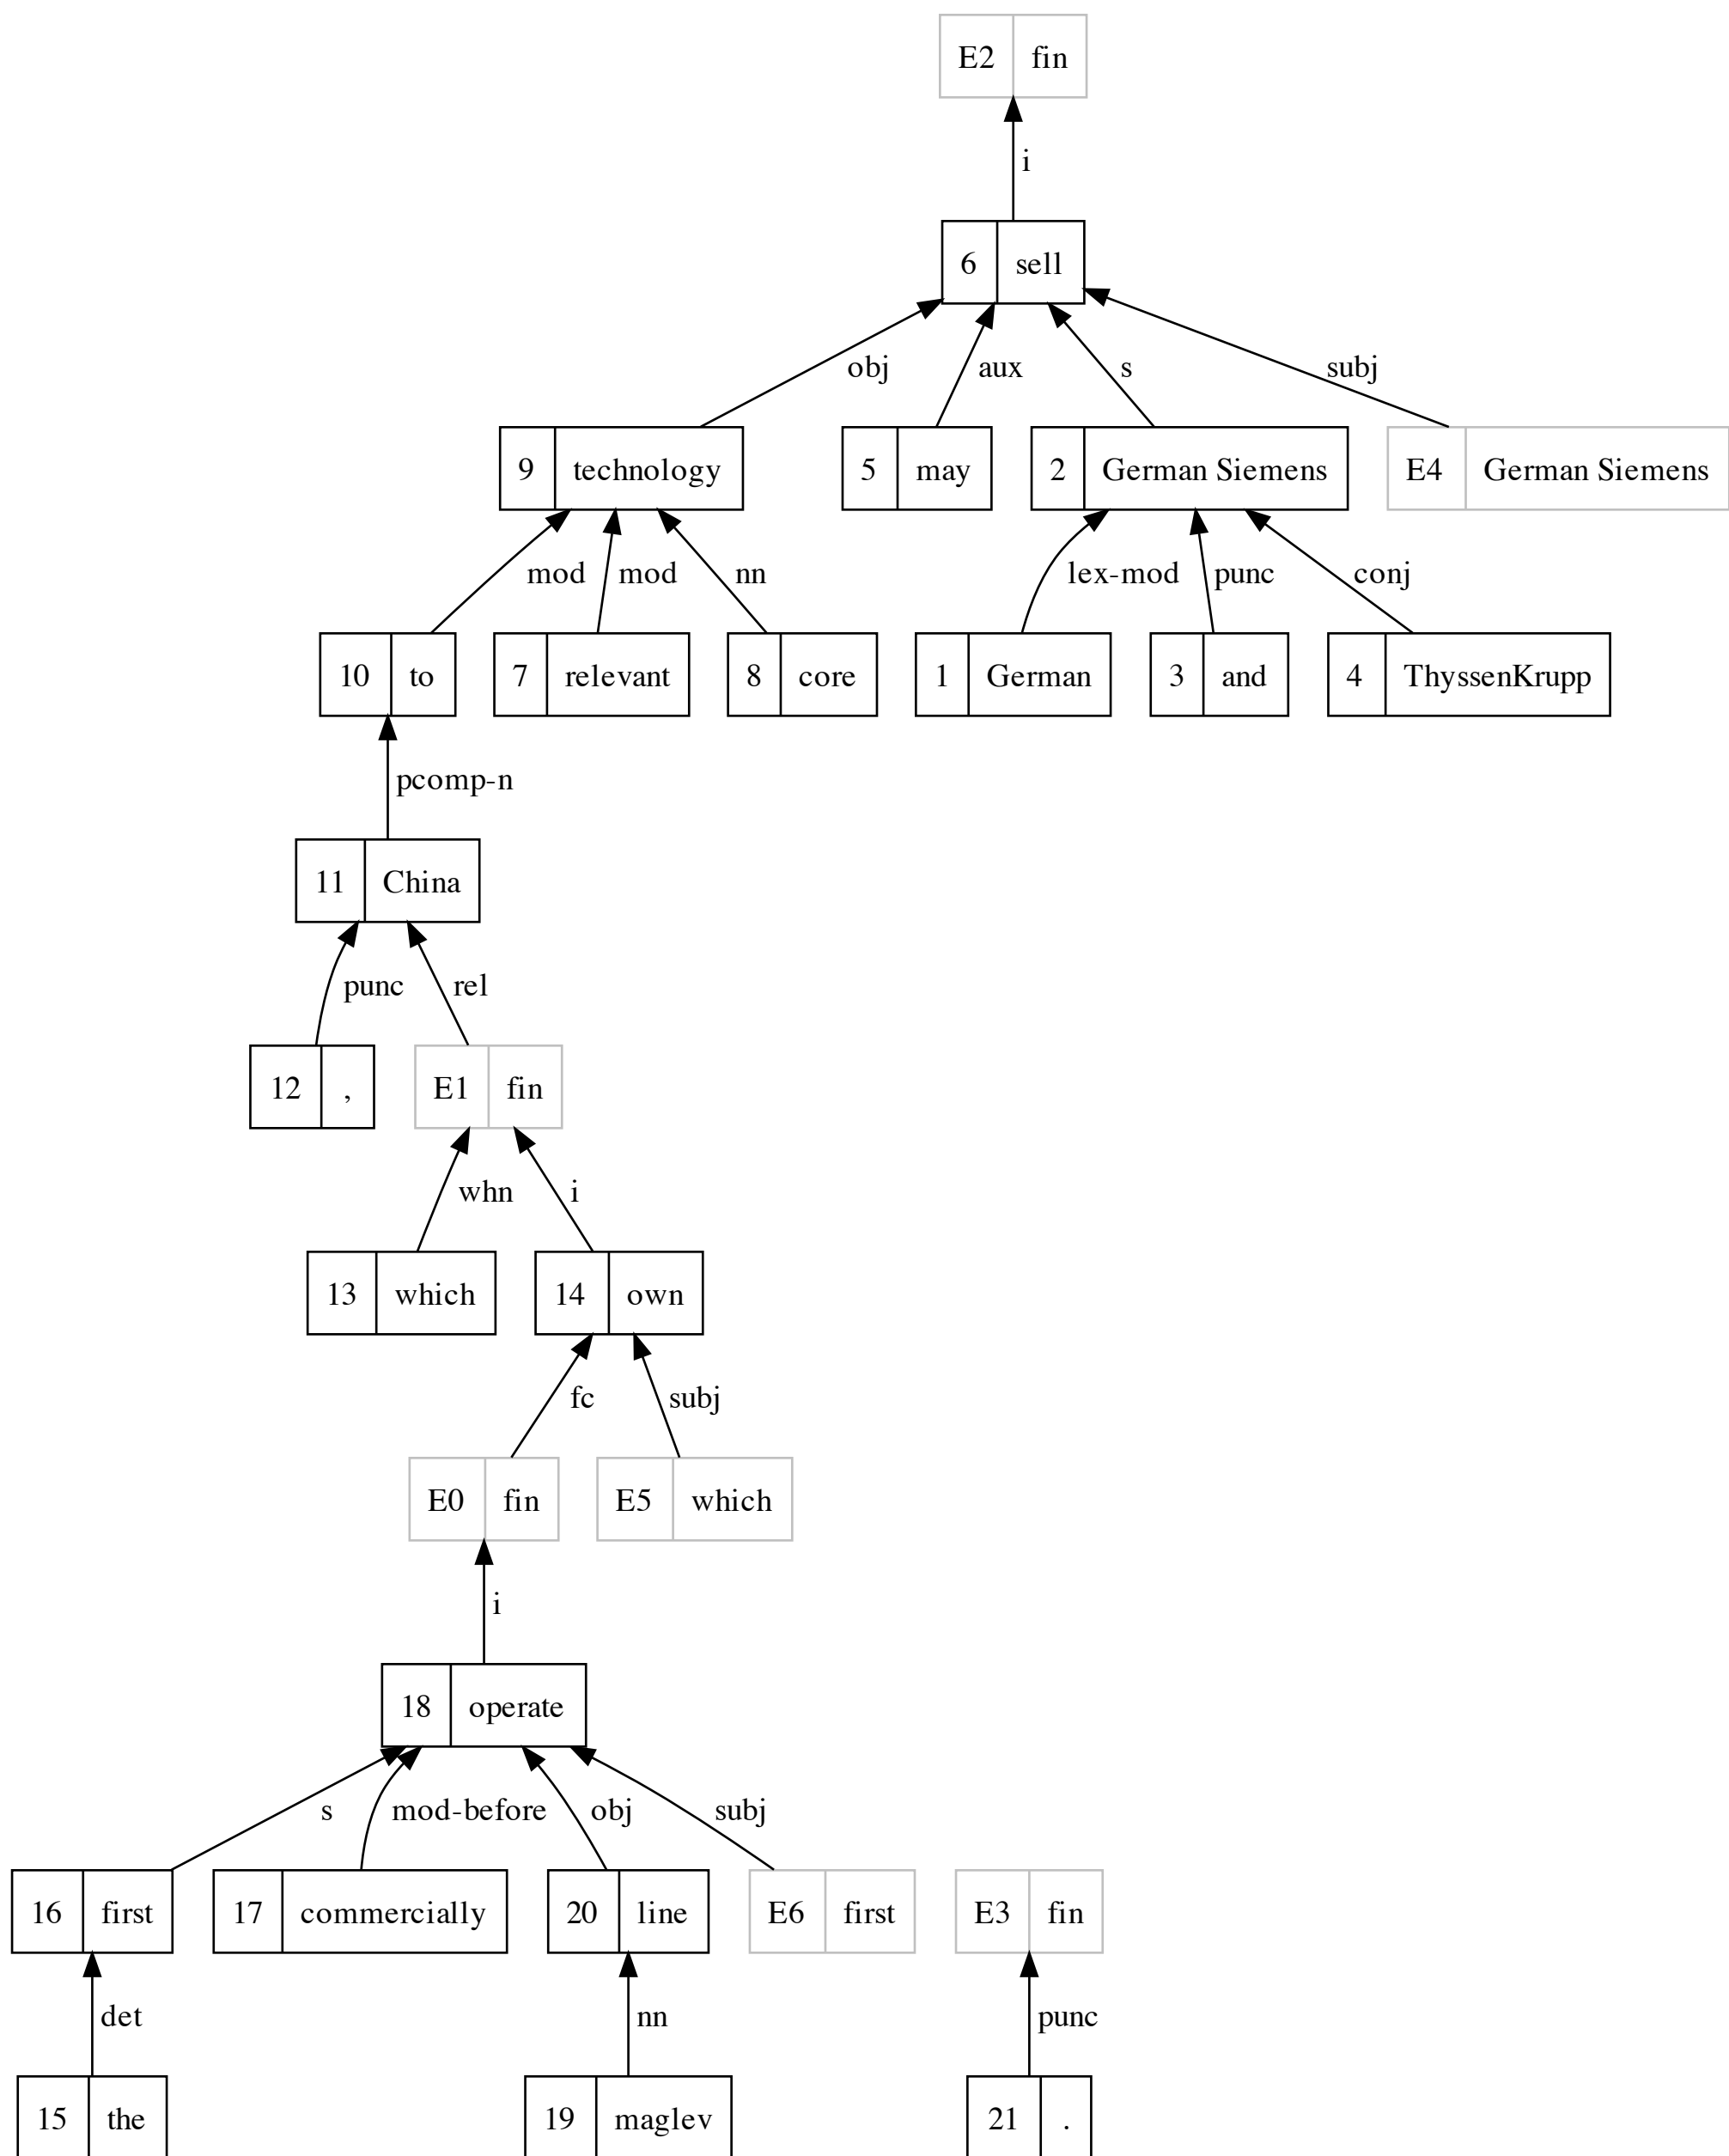 E2 fin
i
6 sell
obj aux s subj
9 technology 5 may 2 German Siemens E4 German Siemens
mod mod nn lex-mod punc conj
10 to 7 relevant 8 core 1 German 3 and 4 ThyssenKrupp
pcomp-n
11 China
punc rel
12 , E1 fin
whn i
13 which 14 own
fc subj
E0 fin E5 which
i
18 operate
s mod-before obj subj
16 first 17 commercially 20 line E6 first E3 fin
det nn punc
15 the 19 maglev 21 .